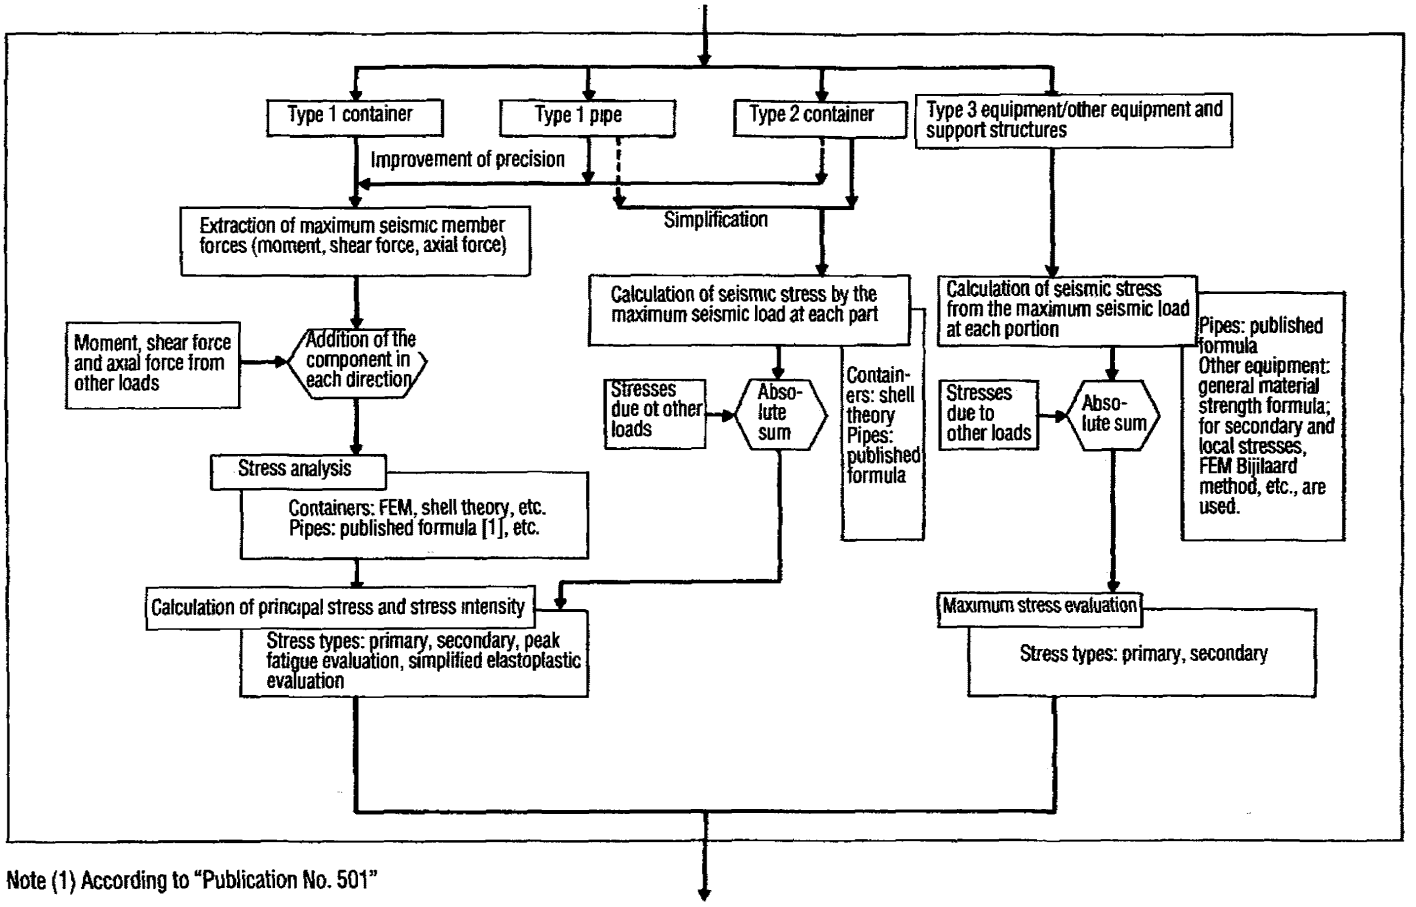 Type 1 container
Type 1 pipe
Type 2 container
Type 3 equipment/other equipment and
support structures
Improvement of precision
Simplification
Extraction of maximum seismic member
forces (moment, shear force, axial force)
Moment, shear force
and axial force from
other loads
Addition of the
component in
each direction
Stress analysis
Containers: FEM, shell theory, etc.
Pipes: published formula [1], etc.
Calculation of principal stress and stress intensity
Stress types: primary, secondary, peak
fatigue evaluation, simplified elastoplastic
evaluation
Calculation of seismic stress by the
maximum seismic load at each part
Contain-
ers: shell
theory
Pipes:
published
formula
Stresses
due ot other
loads
Abso-
lute
sum
Calculation of seismic stress
from the maximum seismic load
at each portion
Pipes: published
formula
Other equipment:
general material
strength formula;
for secondary and
local stresses,
FEM Bijilaard
method, etc., are
used.
Stresses
due to
other loads
Abso-
lute sum
Maximum stress evaluation
Stress types: primary, secondary
Note (1) According to “Publication No. 501”